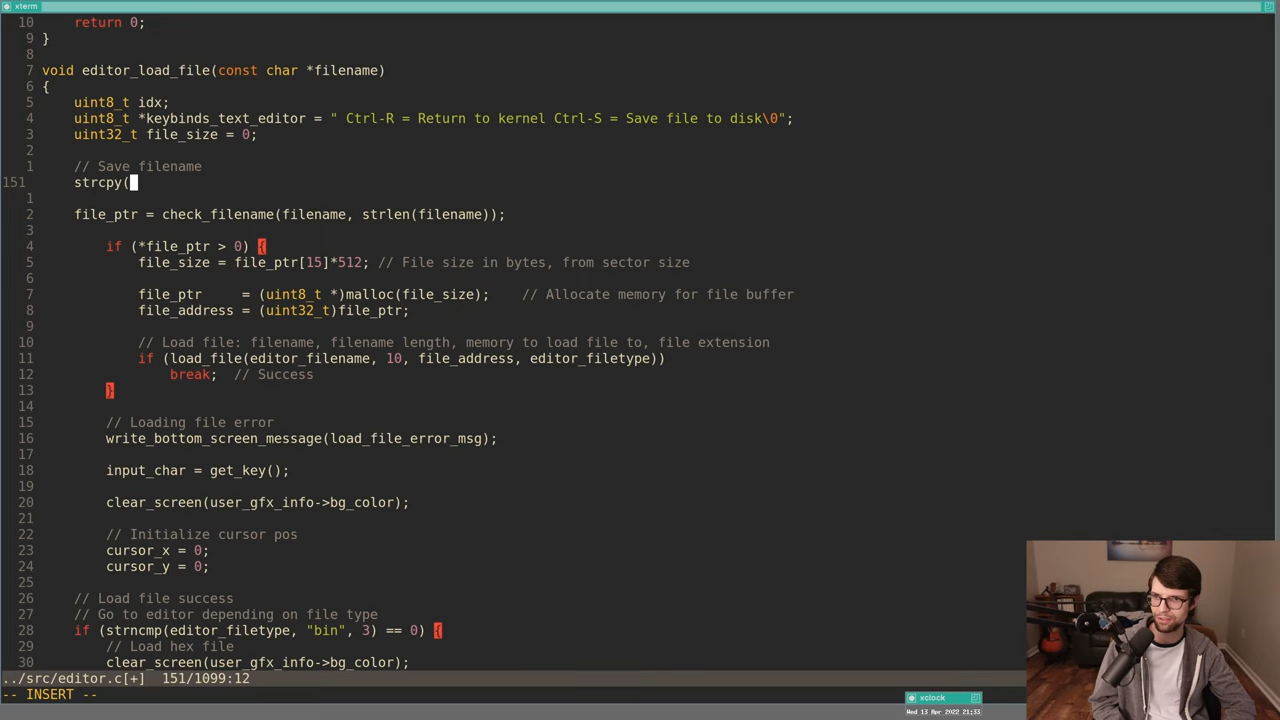 xterm
10 return 0;
9 }
8
7 void editor_load_file(const char *filename)
6 {
5 uint8_t idx;
4 uint8_t *keybinds_text_editor = " Ctrl-R = Return to kernel Ctrl-S = Save file to disk\0";
3 uint32_t file_size = 0;
2
1 // Save filename
151 strcpy(
1
2 file_ptr = check_filename(filename, strlen(filename));
3
4 if (*file_ptr > 0) {
5 file_size = file_ptr[15]*512; // File size in bytes, from sector size
6
7 file_ptr = (uint8_t *)malloc(file_size); // Allocate memory for file buffer
8 file_address = (uint32_t)file_ptr;
9
10 // Load file: filename, filename length, memory to load file to, file extension
11 if (load_file(editor_filename, 10, file_address, editor_filetype))
12 break; // Success
13 }
14
15 // Loading file error
16 write_bottom_screen_message(load_file_error_msg);
17
18 input_char = get_key();
19
20 clear_screen(user_gfx_info->bg_color);
21
22 // Initialize cursor pos
23 cursor_x = 0;
24 cursor_y = 0;
25
26 // Load file success
27 // Go to editor depending on file type
28 if (strncmp(editor_filetype, "bin", 3) == 0) {
29 // Load hex file
30 clear_screen(user_gfx_info->bg_color);
../src/editor.c[+] 151/1099:12
-- INSERT --
xclock
Wed 13 Apr 2022 21:33